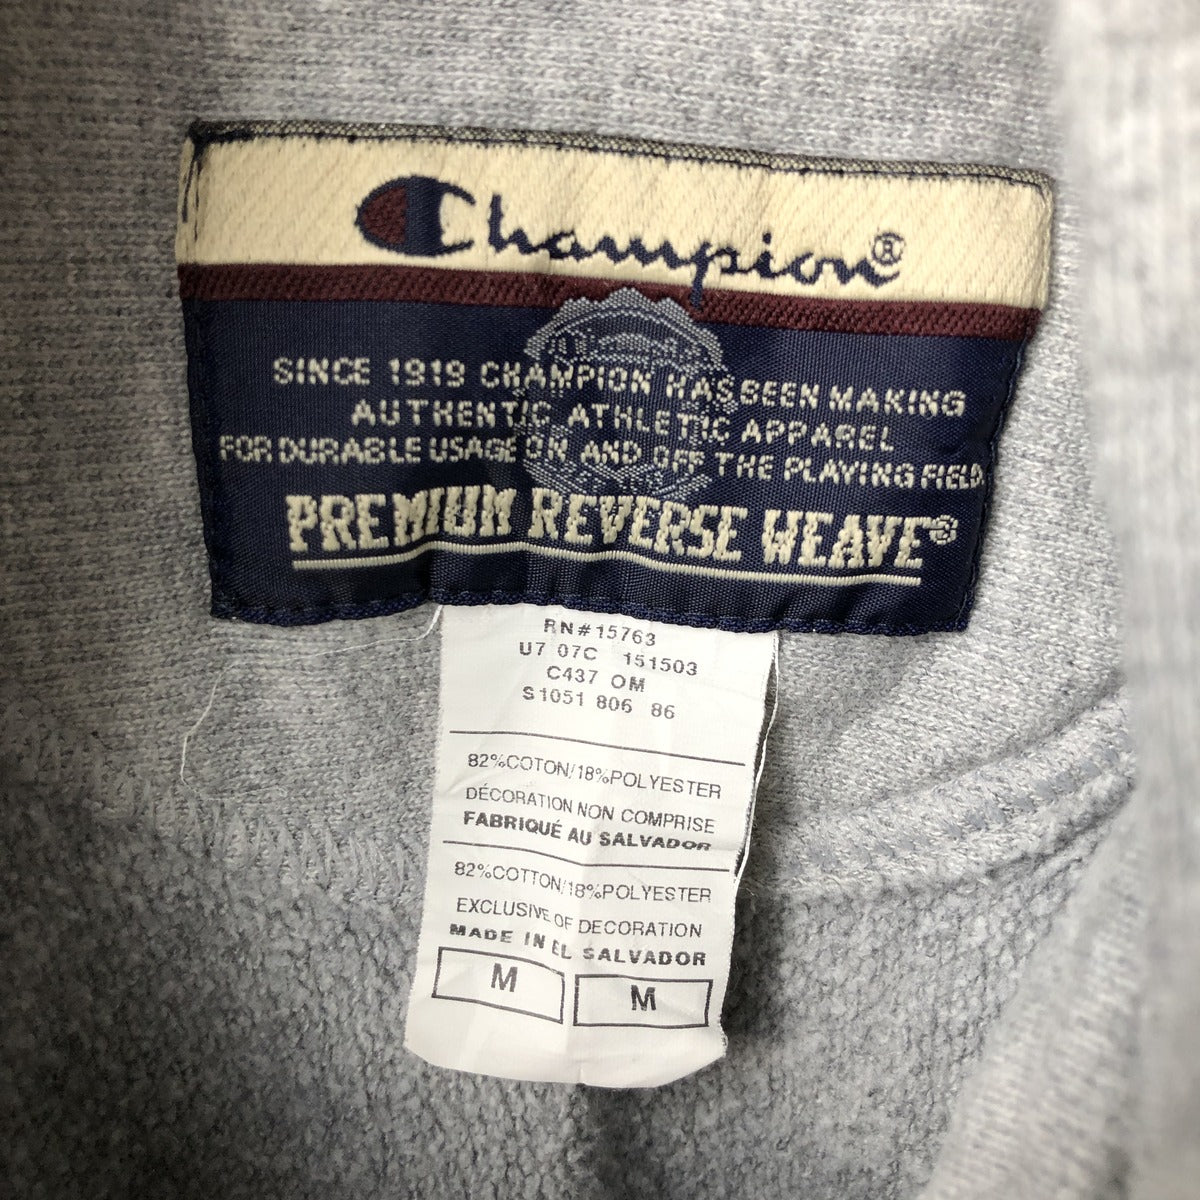 Champion®
SINCE 1919 CHAMPION HAS BEEN MAKING
AUTHENTIC ATHLETIC APPAREL
FOR DURABLE USAGE ON AND OFF THE PLAYING FIELD.
PREMIUM REVERSE WEAVE®
RN#15763
U7 07C 151503
C437 OM
S1051 806 86
82%COTON/18%POLYESTER
DÉCORATION NON COMPRISE
FABRIQUÉ AU SALVADOR
82%COTTON/18%POLYESTER
EXCLUSIVE OF DECORATION
MADE IN EL SALVADOR
M M